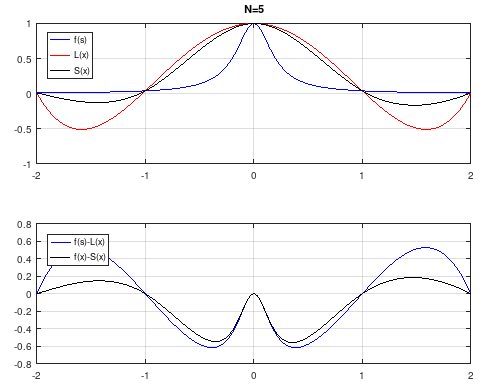 N=5
1
0.5
0
-0.5
-1
f(s)
L(x)
S(x)
-2 -1 0 1 2
0.8
0.6
0.4
0.2
0
-0.2
-0.4
-0.6
-0.8
f(s)-L(x)
f(x)-S(x)
-2 -1 0 1 2